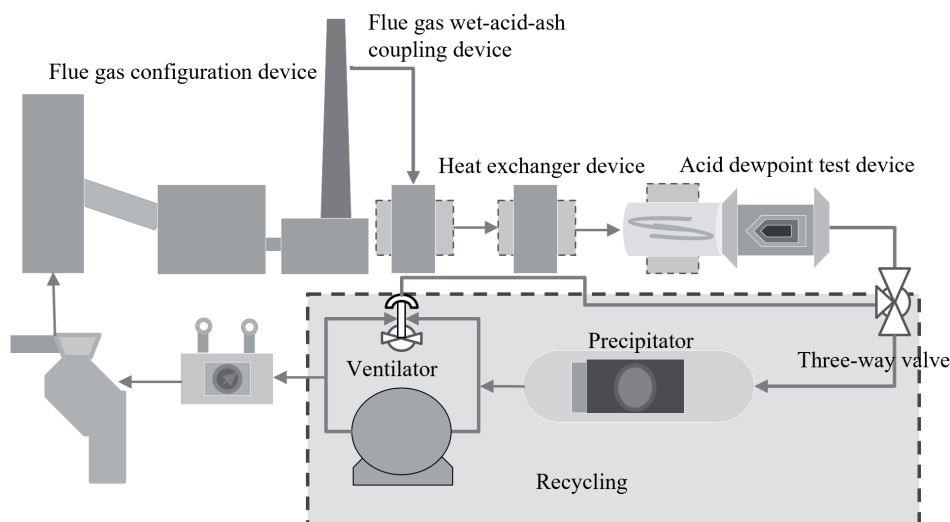 Flue gas wet-acid-ash
coupling device
Flue gas configuration device
Heat exchanger device
Acid dewpoint test device
Precipitator
Three-way valve
Ventilator
Recycling